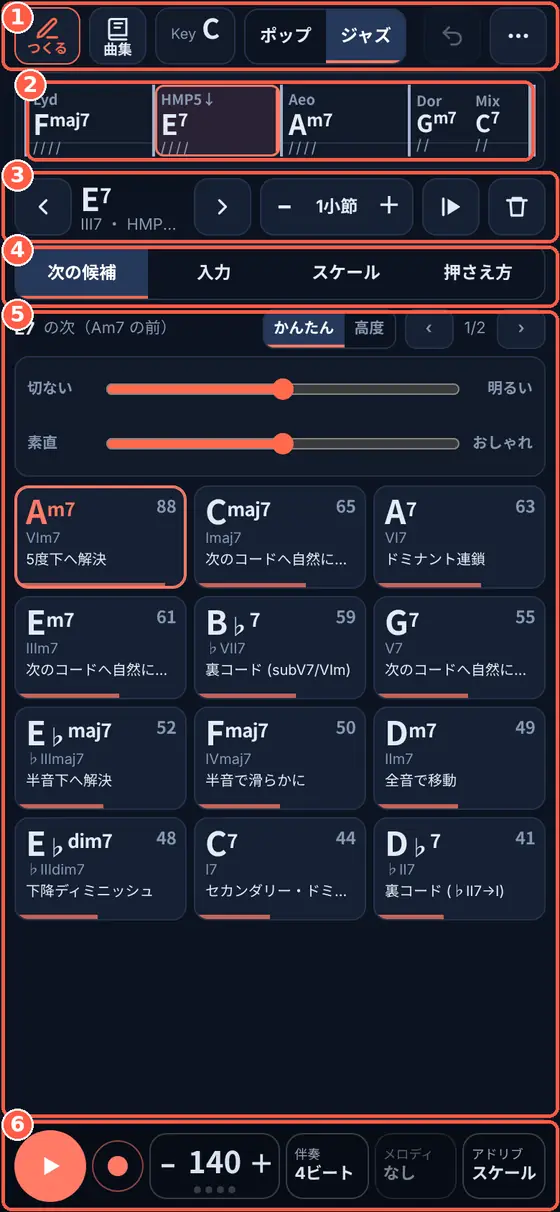 1
つくる 曲集 Key C ポップ ジャズ
2
Lyd HMP5↓ Aeo Dor Mix
Fmaj7 E7 Am7 Gm7 C7
//// //// //// // //
3
E7 − 1小節 +
III7 • HMP...
4
次の候補 入力 スケール 押さえ方
5
の次（Am7 の前） かんたん 高度 1/2
切ない 明るい
素直 おしゃれ
Am7 88 Cmaj7 65 A7 63
VIm7 Imaj7 VI7
5度下へ解決 次のコードへ自然に... ドミナント連鎖
Em7 61 B♭7 59 G7 55
IIIm7 ♭VII7 V7
次のコードへ自然に... 裏コード (subV7/VIm) 次のコードへ自然に...
E♭maj7 52 Fmaj7 50 Dm7 49
♭IIImaj7 IVmaj7 IIm7
半音下へ解決 半音で滑らかに 全音で移動
E♭dim7 48 C7 44 D♭7 41
♭IIIdim7 I7 ♭II7
下降ディミニッシュ セカンダリー・ドミ... 裏コード (♭II7→I)
6
− 140 + 伴奏 メロディ アドリブ
4ビート なし スケール